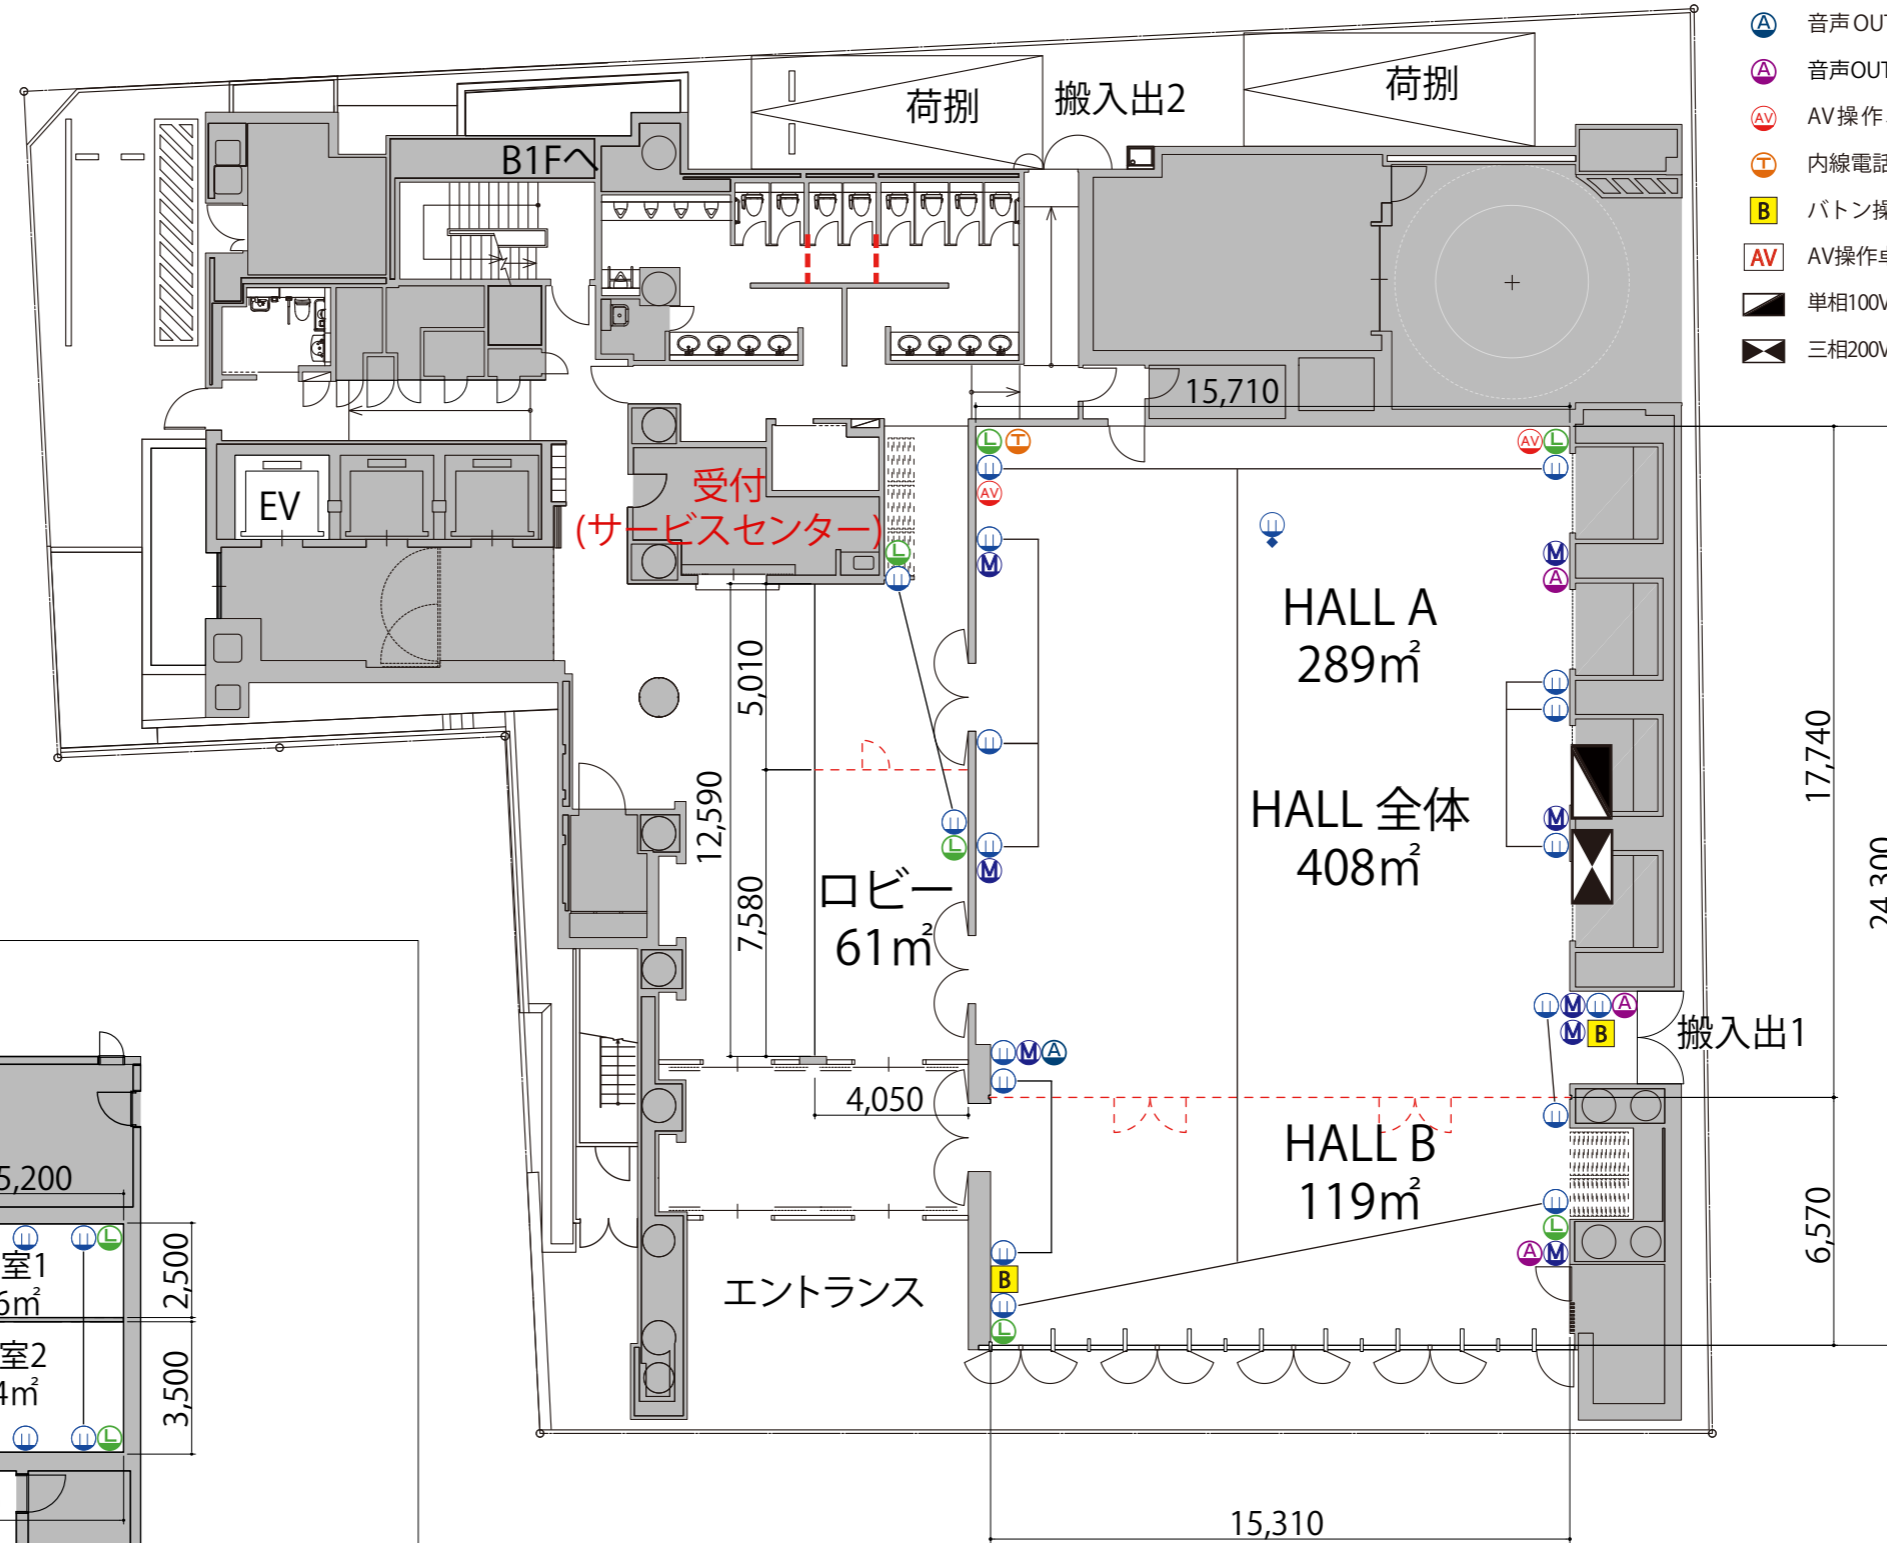 音声OUT
音声OUT
AV操作
内線電話
バトン操
AV操作卓
単相100V
三相200V
荷捌
搬入出2
荷捌
B1Fへ
15,710
EV
受付
(サービスセンター)
HALL A
289㎡
5,010
12,590
7,580
HALL 全体
408㎡
17,740
24,300
ロビー
61㎡
搬入出1
4,050
HALL B
119㎡
6,570
エントランス
15,310
5,200
室1
6㎡
2,500
室2
4㎡
3,500